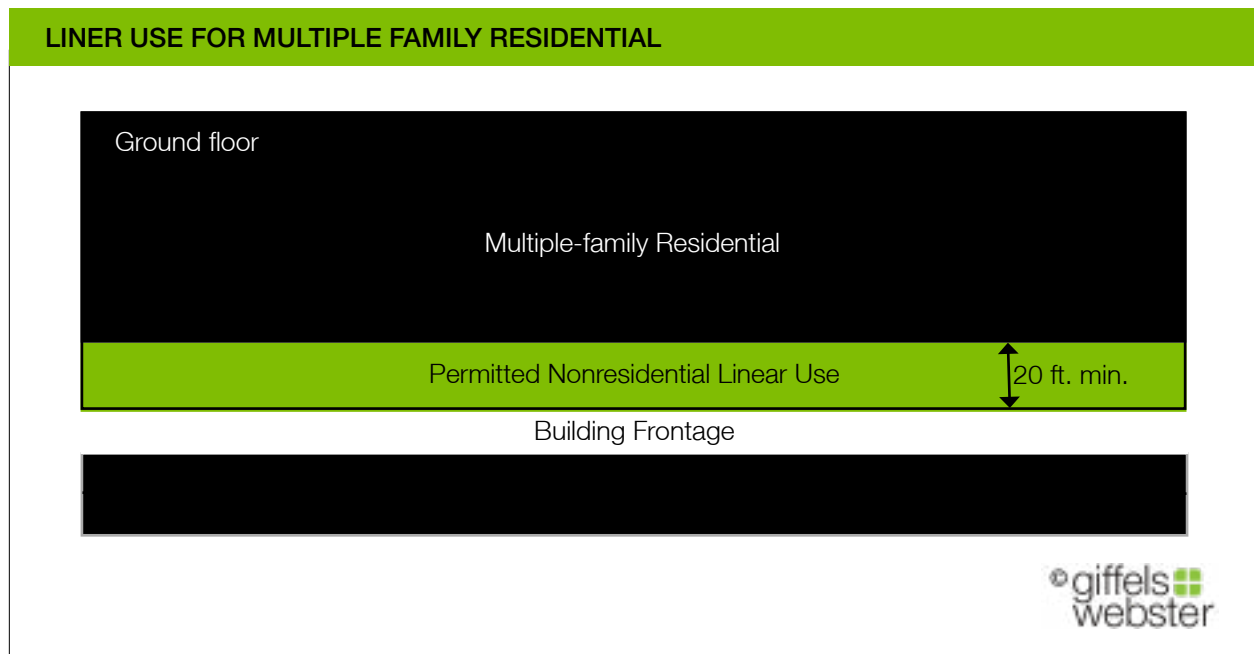 LINER USE FOR MULTIPLE FAMILY RESIDENTIAL
Ground floor
Multiple-family Residential
Permitted Nonresidential Linear Use
20 ft. min.
Building Frontage
©giffels
webster